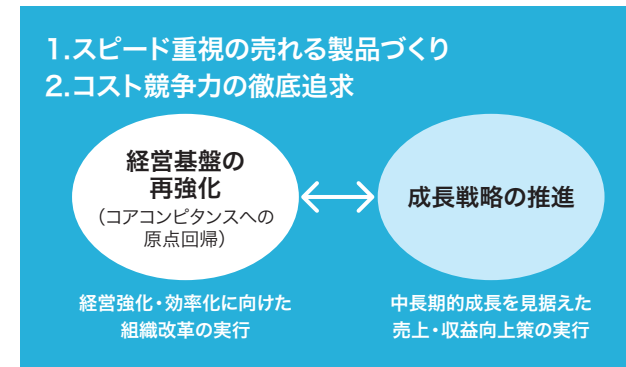 1.スピード重視の売れる製品づくり
2.コスト競争力の徹底追求
経営基盤の
再強化
（コアコンピタンスへの
原点回帰）
成長戦略の推進
経営強化・効率化に向けた
組織改革の実行
中長期的成長を見据えた
売上・収益向上策の実行